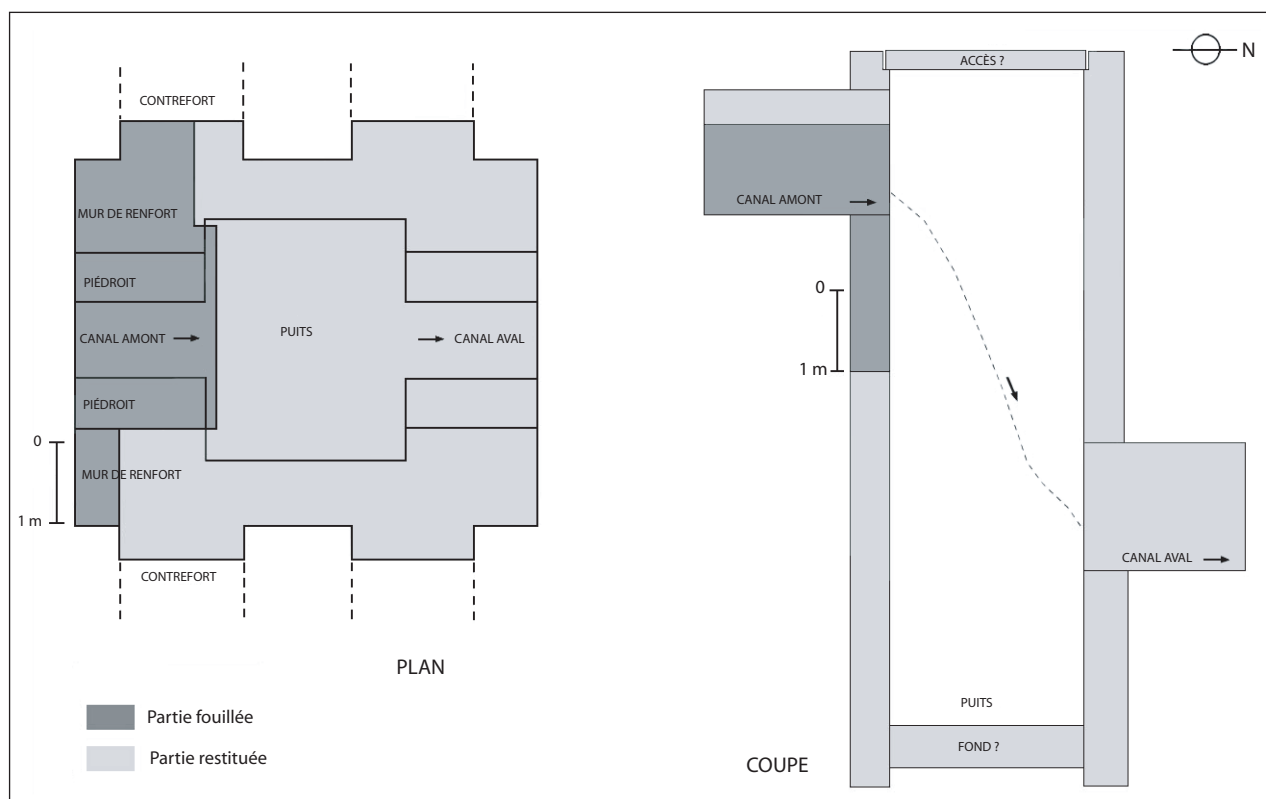 CONTREFORT
MUR DE RENFORT
PIÉDROIT
CANAL AMONT
PUITS
CANAL AVAL
PIÉDROIT
0
MUR DE RENFORT
1 m
CONTREFORT
PLAN
Partie fouillée
Partie restituée
N
ACCÈS ?
CANAL AMONT
0
1 m
CANAL AVAL
PUITS
FOND ?
COUPE